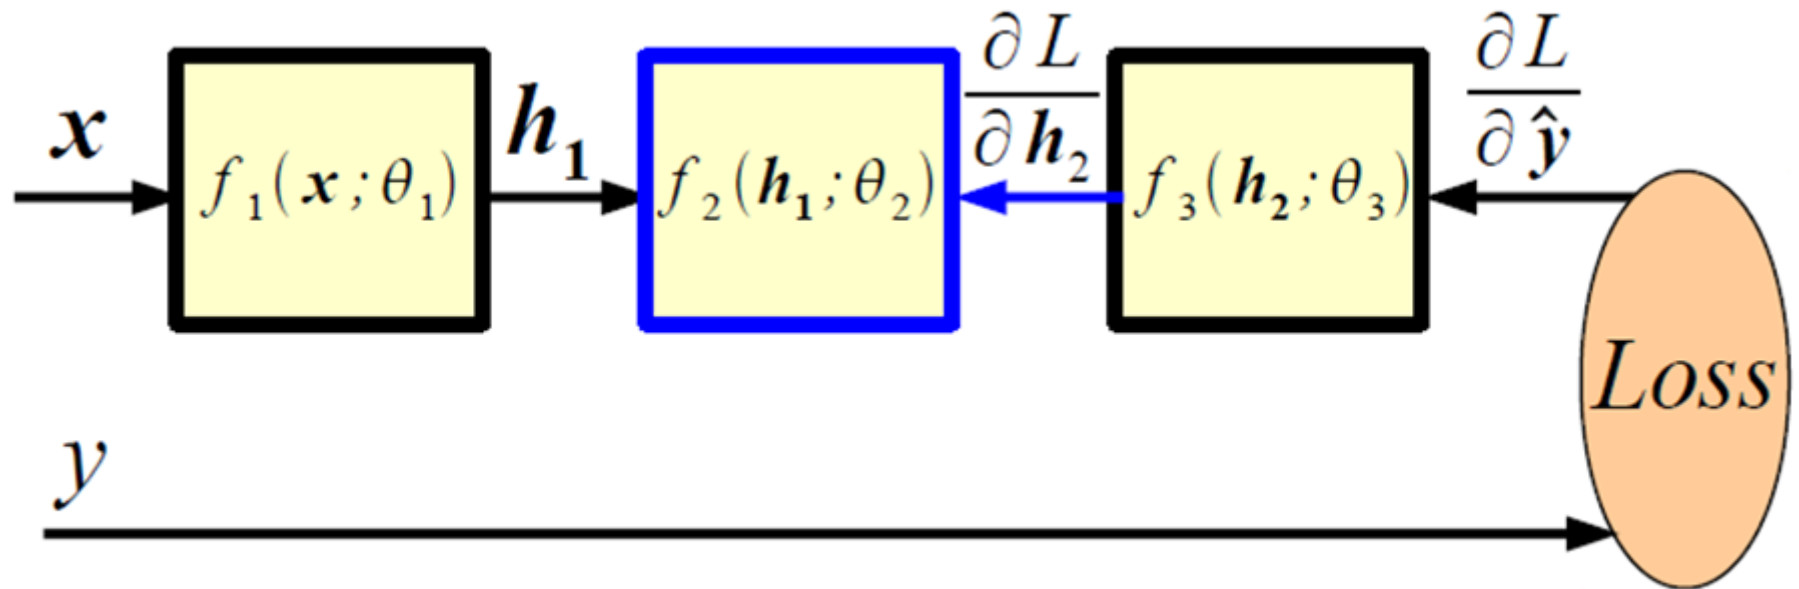 x
f₁(x;θ₁)
h₁
f₂(h₁;θ₂)
∂L
∂h₂
f₃(h₂;θ₃)
∂L
∂ŷ
Loss
y